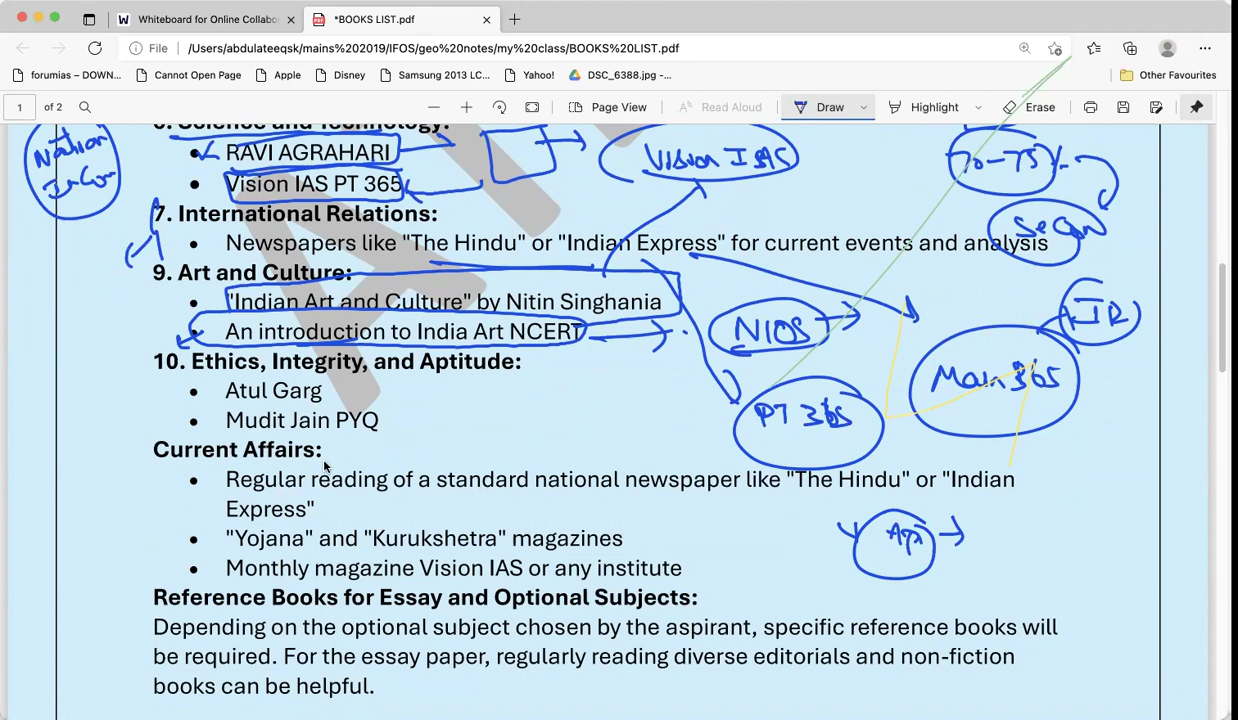 Whiteboard for Online Collabo
*BOOKS LIST.pdf
File /Users/abdulateeqsk/mains%202019/IFOS/geo%20notes/my%20class/BOOKS%20LIST.pdf
forumias – DOWN... Cannot Open Page Apple Disney Samsung 2013 LC... Yahoo! DSC_6388.jpg -... Other Favourites
1 of 2 Page View Read Aloud Draw Highlight Erase
Science and Technology:
• RAVI AGRAHARI
Vision IAS
70-75%
• Vision IAS PT 365
7. International Relations:
• Newspapers like "The Hindu" or "Indian Express" for current events and analysis
9. Art and Culture:
• "Indian Art and Culture" by Nitin Singhania
IR
• An introduction to India Art NCERT
NIOS
10. Ethics, Integrity, and Aptitude:
365
• Atul Garg
PT 365
• Mudit Jain PYQ
Current Affairs:
• Regular reading of a standard national newspaper like "The Hindu" or "Indian
Express"
• "Yojana" and "Kurukshetra" magazines
• Monthly magazine Vision IAS or any institute
Reference Books for Essay and Optional Subjects:
Depending on the optional subject chosen by the aspirant, specific reference books will
be required. For the essay paper, regularly reading diverse editorials and non-fiction
books can be helpful.